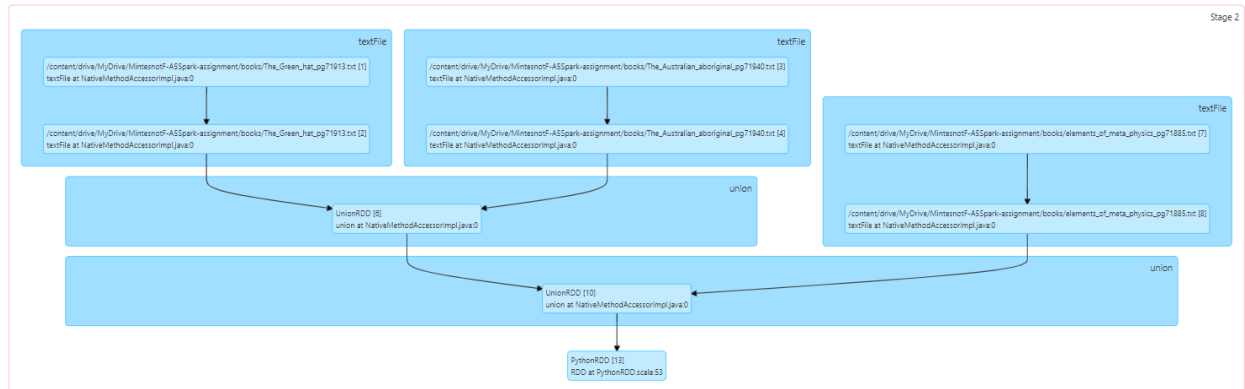 Stage 2
textFile
/content/drive/MyDrive/MintesnotF-A5Spark-assignment/books/The_Green_hat_pg71913.txt [1]
textFile at NativeMethodAccessorImpl.java:0
/content/drive/MyDrive/MintesnotF-A5Spark-assignment/books/The_Green_hat_pg71913.txt [2]
textFile at NativeMethodAccessorImpl.java:0
textFile
/content/drive/MyDrive/MintesnotF-A5Spark-assignment/books/The_Australian_aboriginal_pg71940.txt [3]
textFile at NativeMethodAccessorImpl.java:0
/content/drive/MyDrive/MintesnotF-A5Spark-assignment/books/The_Australian_aboriginal_pg71940.txt [4]
textFile at NativeMethodAccessorImpl.java:0
textFile
/content/drive/MyDrive/MintesnotF-A5Spark-assignment/books/elements_of_meta_physics_pg71885.txt [7]
textFile at NativeMethodAccessorImpl.java:0
/content/drive/MyDrive/MintesnotF-A5Spark-assignment/books/elements_of_meta_physics_pg71885.txt [8]
textFile at NativeMethodAccessorImpl.java:0
union
UnionRDD [6]
union at NativeMethodAccessorImpl.java:0
union
UnionRDD [10]
union at NativeMethodAccessorImpl.java:0
PythonRDD [13]
RDD at PythonRDD.scala:53